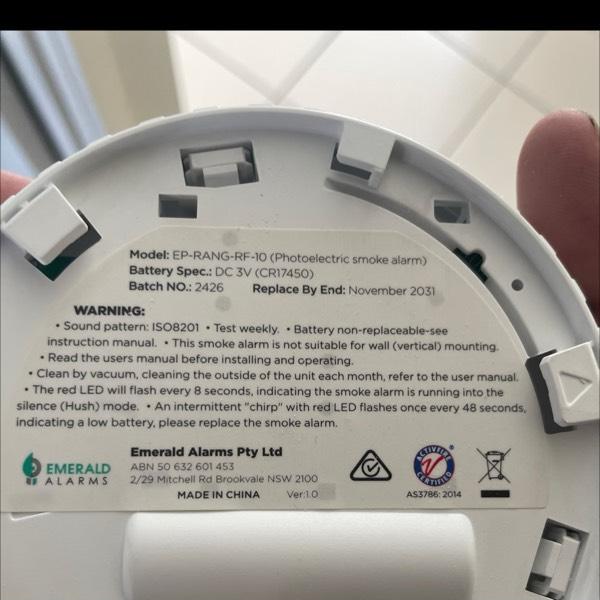 Model: EP-RANG-RF-10 (Photoelectric smoke alarm)
Battery Spec.: DC 3V (CR17450)
Batch NO.: 2426 Replace By End: November 2031
WARNING:
• Sound pattern: ISO8201 • Test weekly. • Battery non-replaceable-see
instruction manual. • This smoke alarm is not suitable for wall (vertical) mounting.
• Read the users manual before installing and operating.
• Clean by vacuum, cleaning the outside of the unit each month, refer to the user manual.
• The red LED will flash every 8 seconds, indicating the smoke alarm is running into the
silence (Hush) mode. • An intermittent "chirp" with red LED flashes once every 48 seconds,
indicating a low battery, please replace the smoke alarm.
EMERALD
ALARMS
Emerald Alarms Pty Ltd
ABN 50 632 601 453
2/29 Mitchell Rd Brookvale NSW 2100
MADE IN CHINA Ver:1.0
ACTIVFIRE
CERTIFIED
AS3786: 2014